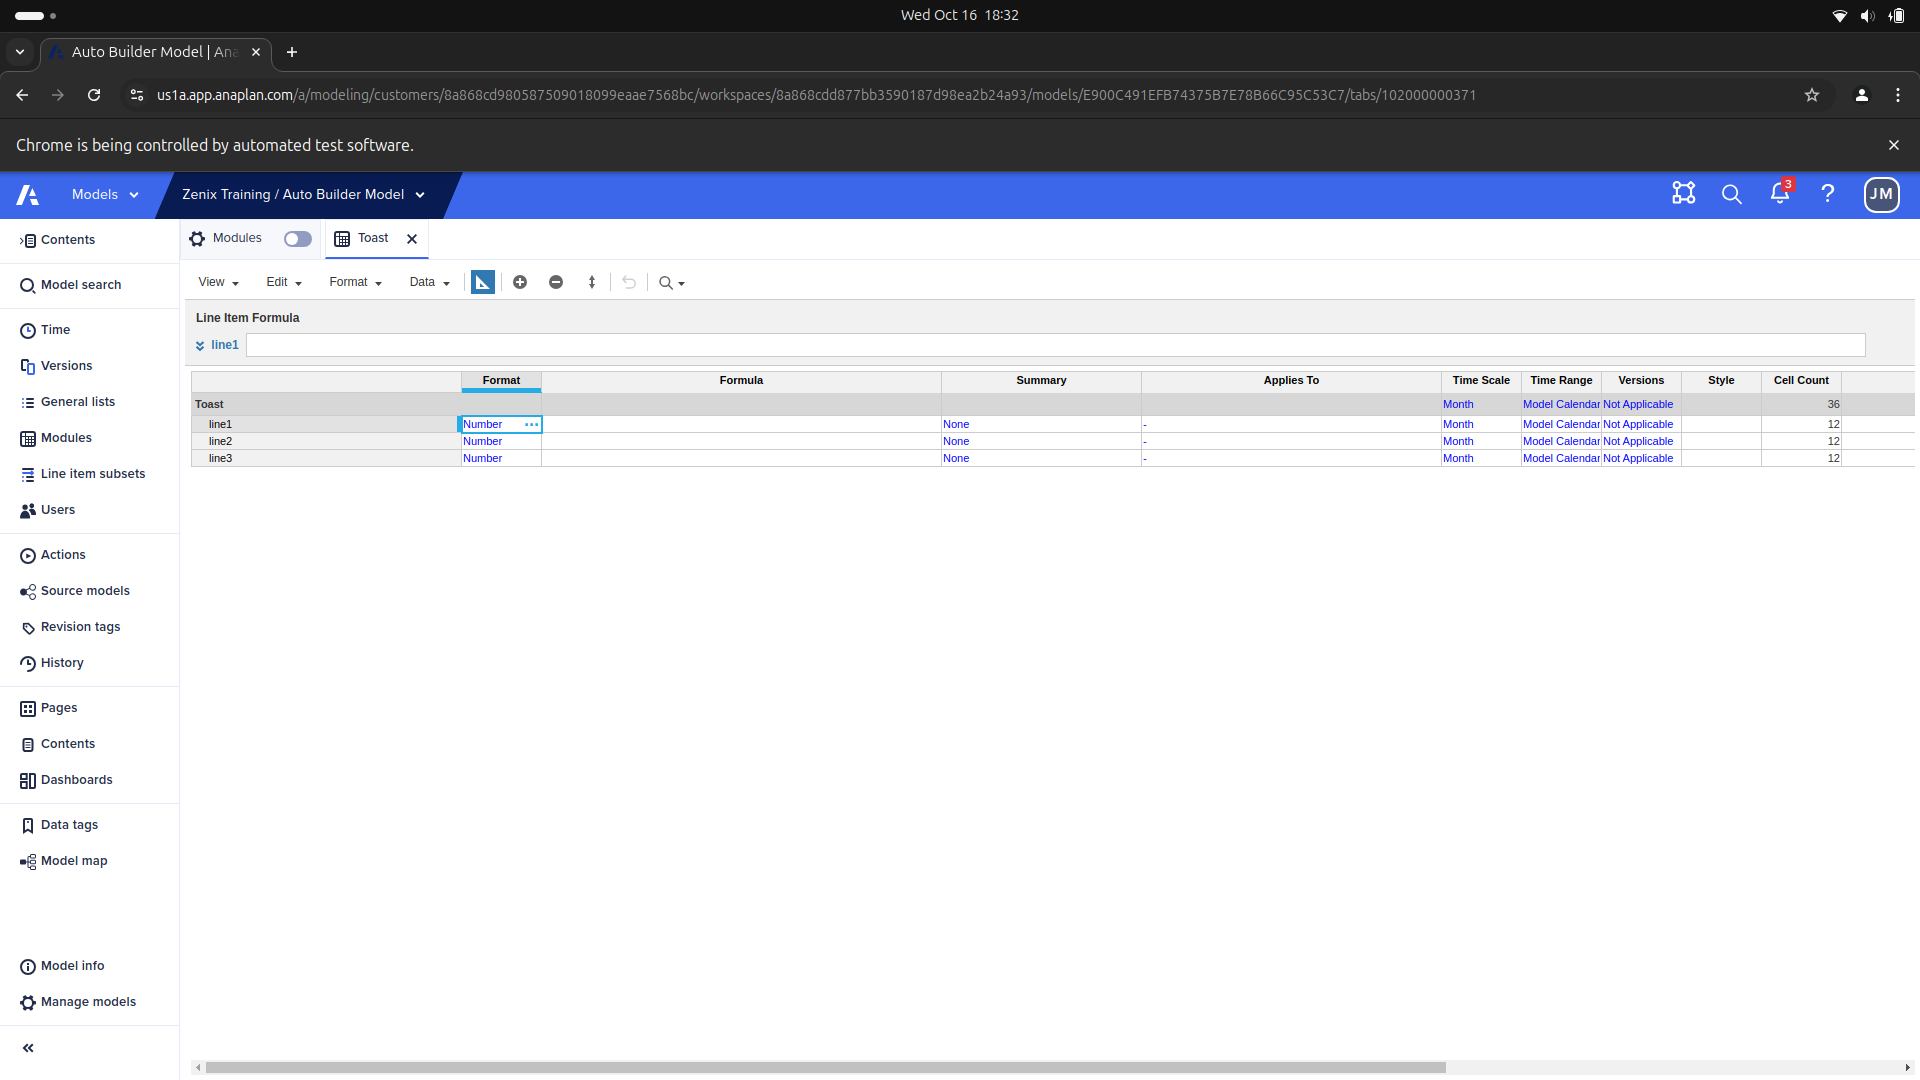 Wed Oct 16 18:32
Auto Builder Model | Ana
us1a.app.anaplan.com/a/modeling/customers/8a868cd980587509018099eaae7568bc/workspaces/8a868cdd877bb3590187d98ea2b24a93/models/E900C491EFB74375B7E78B66C95C53C7/tabs/102000000371
Chrome is being controlled by automated test software.
Models
Zenix Training / Auto Builder Model
3
JM
Contents
Model search
Time
Versions
General lists
Modules
Line item subsets
Users
Actions
Source models
Revision tags
History
Pages
Contents
Dashboards
Data tags
Model map
Model info
Manage models
Modules
Toast
View Edit Format Data
Line Item Formula
line1
Format Formula Summary Applies To Time Scale Time Range Versions Style Cell Count
Toast Month Model Calendar Not Applicable 36
line1 Number ... None - Month Model Calendar Not Applicable 12
line2 Number None - Month Model Calendar Not Applicable 12
line3 Number None - Month Model Calendar Not Applicable 12